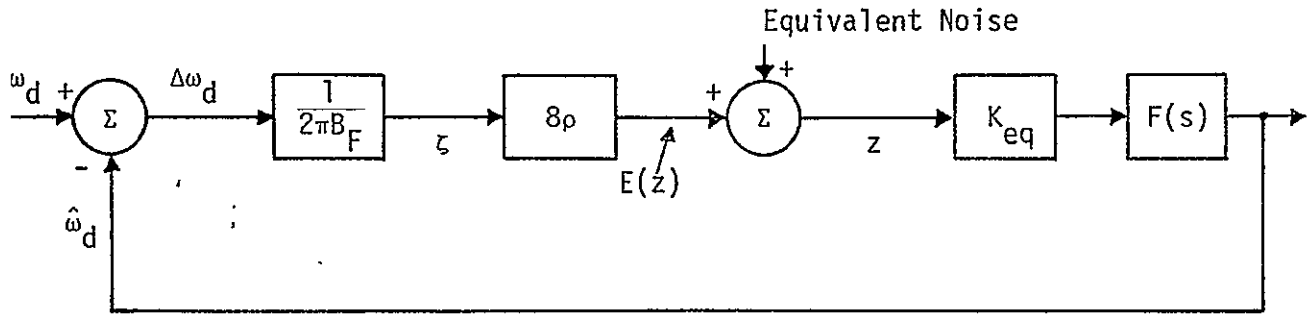 Equivalent Noise
ω_d + Σ - Δω_d
1 / 2πB_F
ζ
8ρ
E(z)
+ Σ +
z
K_eq
F(s)
ω̂_d